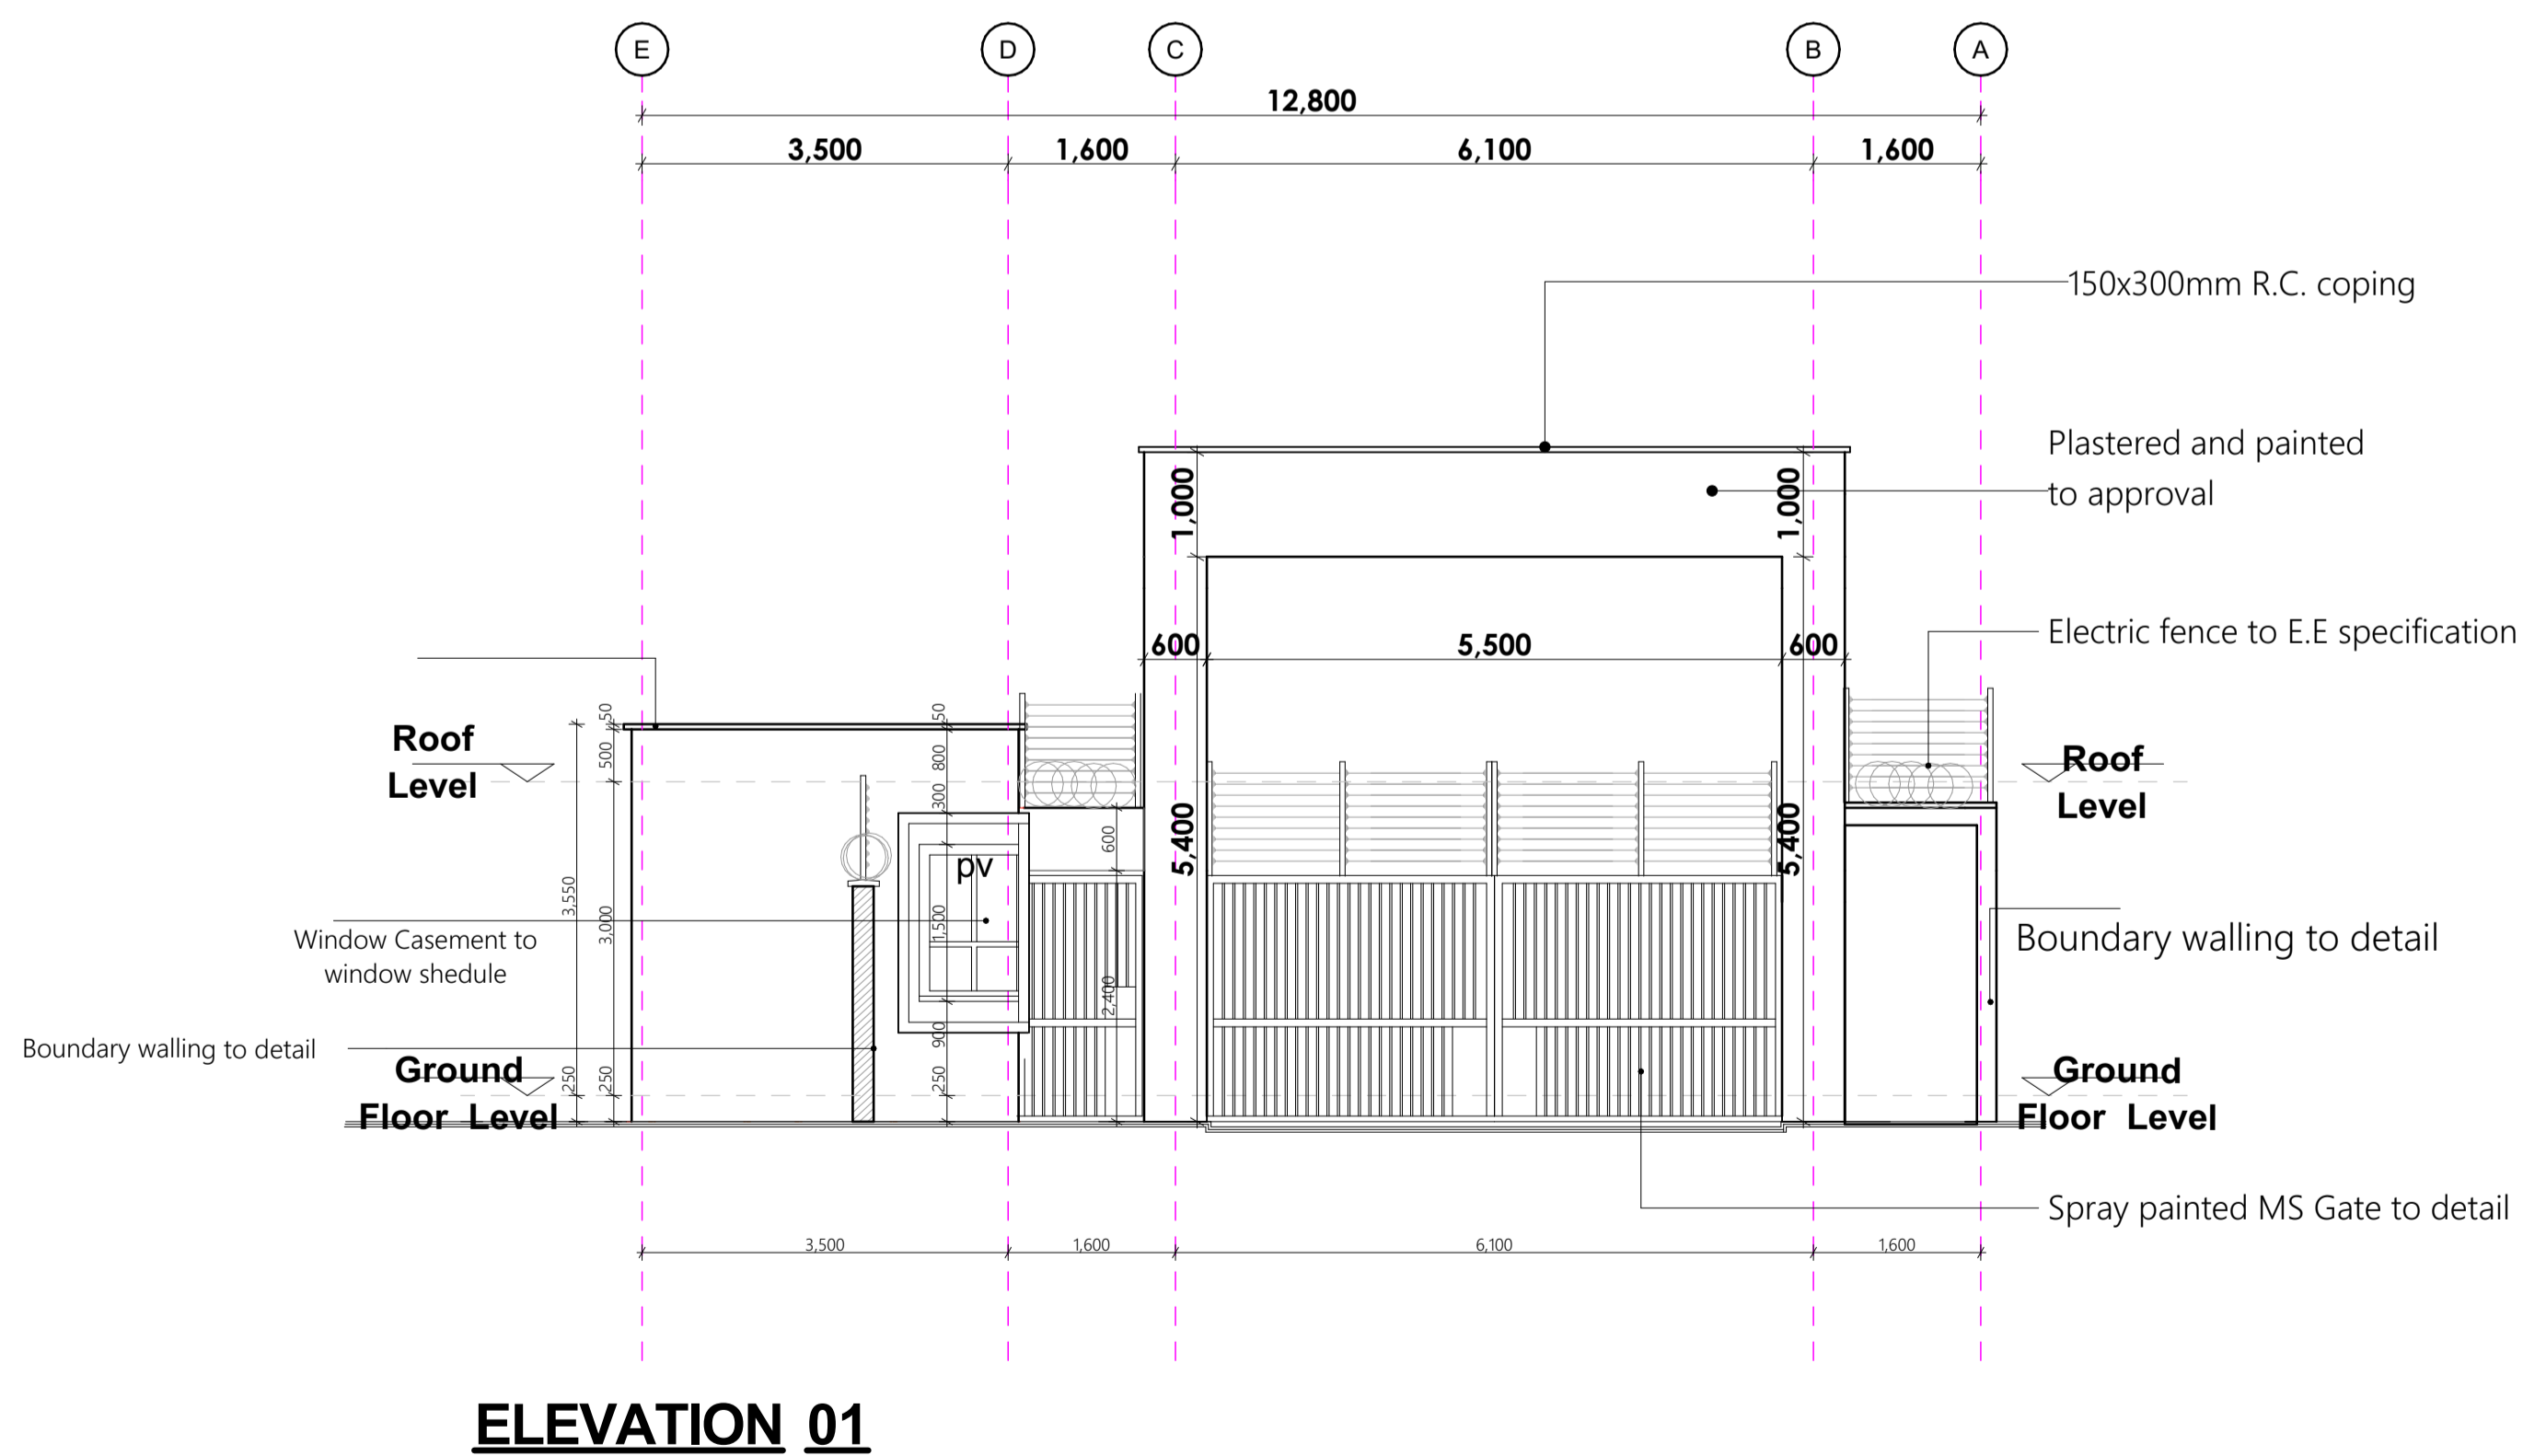 E D C B A
12,800
3,500 1,600 6,100 1,600
150x300mm R.C. coping
Plastered and painted
to approval
1,000 1,000
Electric fence to E.E specification
600 5,500 600
50 50
Roof
Level
500 800
300
Roof
Level
5,400 5,400
600
pv
3,550 3,000 1,500
Window Casement to
window shedule
Boundary walling to detail
2,400
900
Boundary walling to detail
Ground
Floor Level
250 250 250
Ground
Floor Level
Spray painted MS Gate to detail
3,500 1,600 6,100 1,600
ELEVATION 01